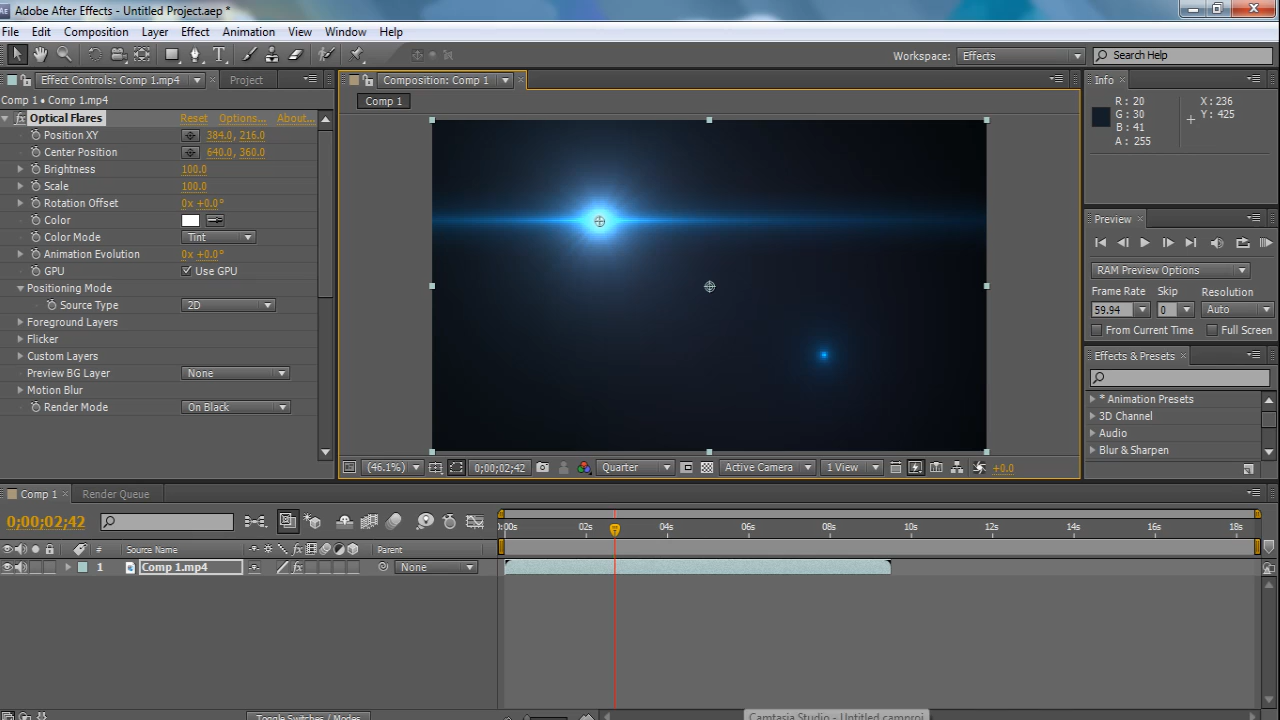 Adobe After Effects - Untitled Project.aep *
File Edit Composition Layer Effect Animation View Window Help
Workspace: Effects Search Help
Effect Controls: Comp 1.mp4 Project
Comp 1 • Comp 1.mp4
fx Optical Flares Reset Options... About...
Position XY 384.0, 216.0
Center Position 640.0, 360.0
Brightness 100.0
Scale 100.0
Rotation Offset 0x +0.0°
Color
Color Mode Tint
Animation Evolution 0x +0.0°
GPU Use GPU
Positioning Mode
Source Type 2D
Foreground Layers
Flicker
Custom Layers
Preview BG Layer None
Motion Blur
Render Mode On Black
Composition: Comp 1
Comp 1
(46.1%) 0;00;02;42 Quarter Active Camera 1 View +0.0
Info
R: 20 X: 236
G: 30 Y: 425
B: 41
A: 255
Preview
RAM Preview Options
Frame Rate Skip Resolution
59.94 0 Auto
From Current Time Full Screen
Effects & Presets
* Animation Presets
3D Channel
Audio
Blur & Sharpen
Comp 1 Render Queue
0;00;02;42
:00s 02s 04s 06s 08s 10s 12s 14s 16s 18s
# Source Name fx Parent
1 Comp 1.mp4 fx None
Toggle Switches / Modes
Camtasia Studio - Untitled.camproj